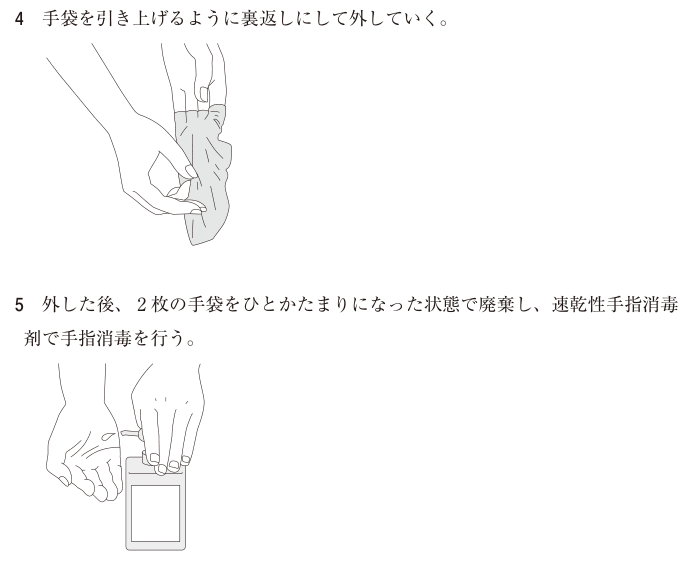 4　手袋を引き上げるように裏返しにして外していく。
5　外した後、２枚の手袋をひとかたまりになった状態で廃棄し、速乾性手指消毒
剤で手指消毒を行う。